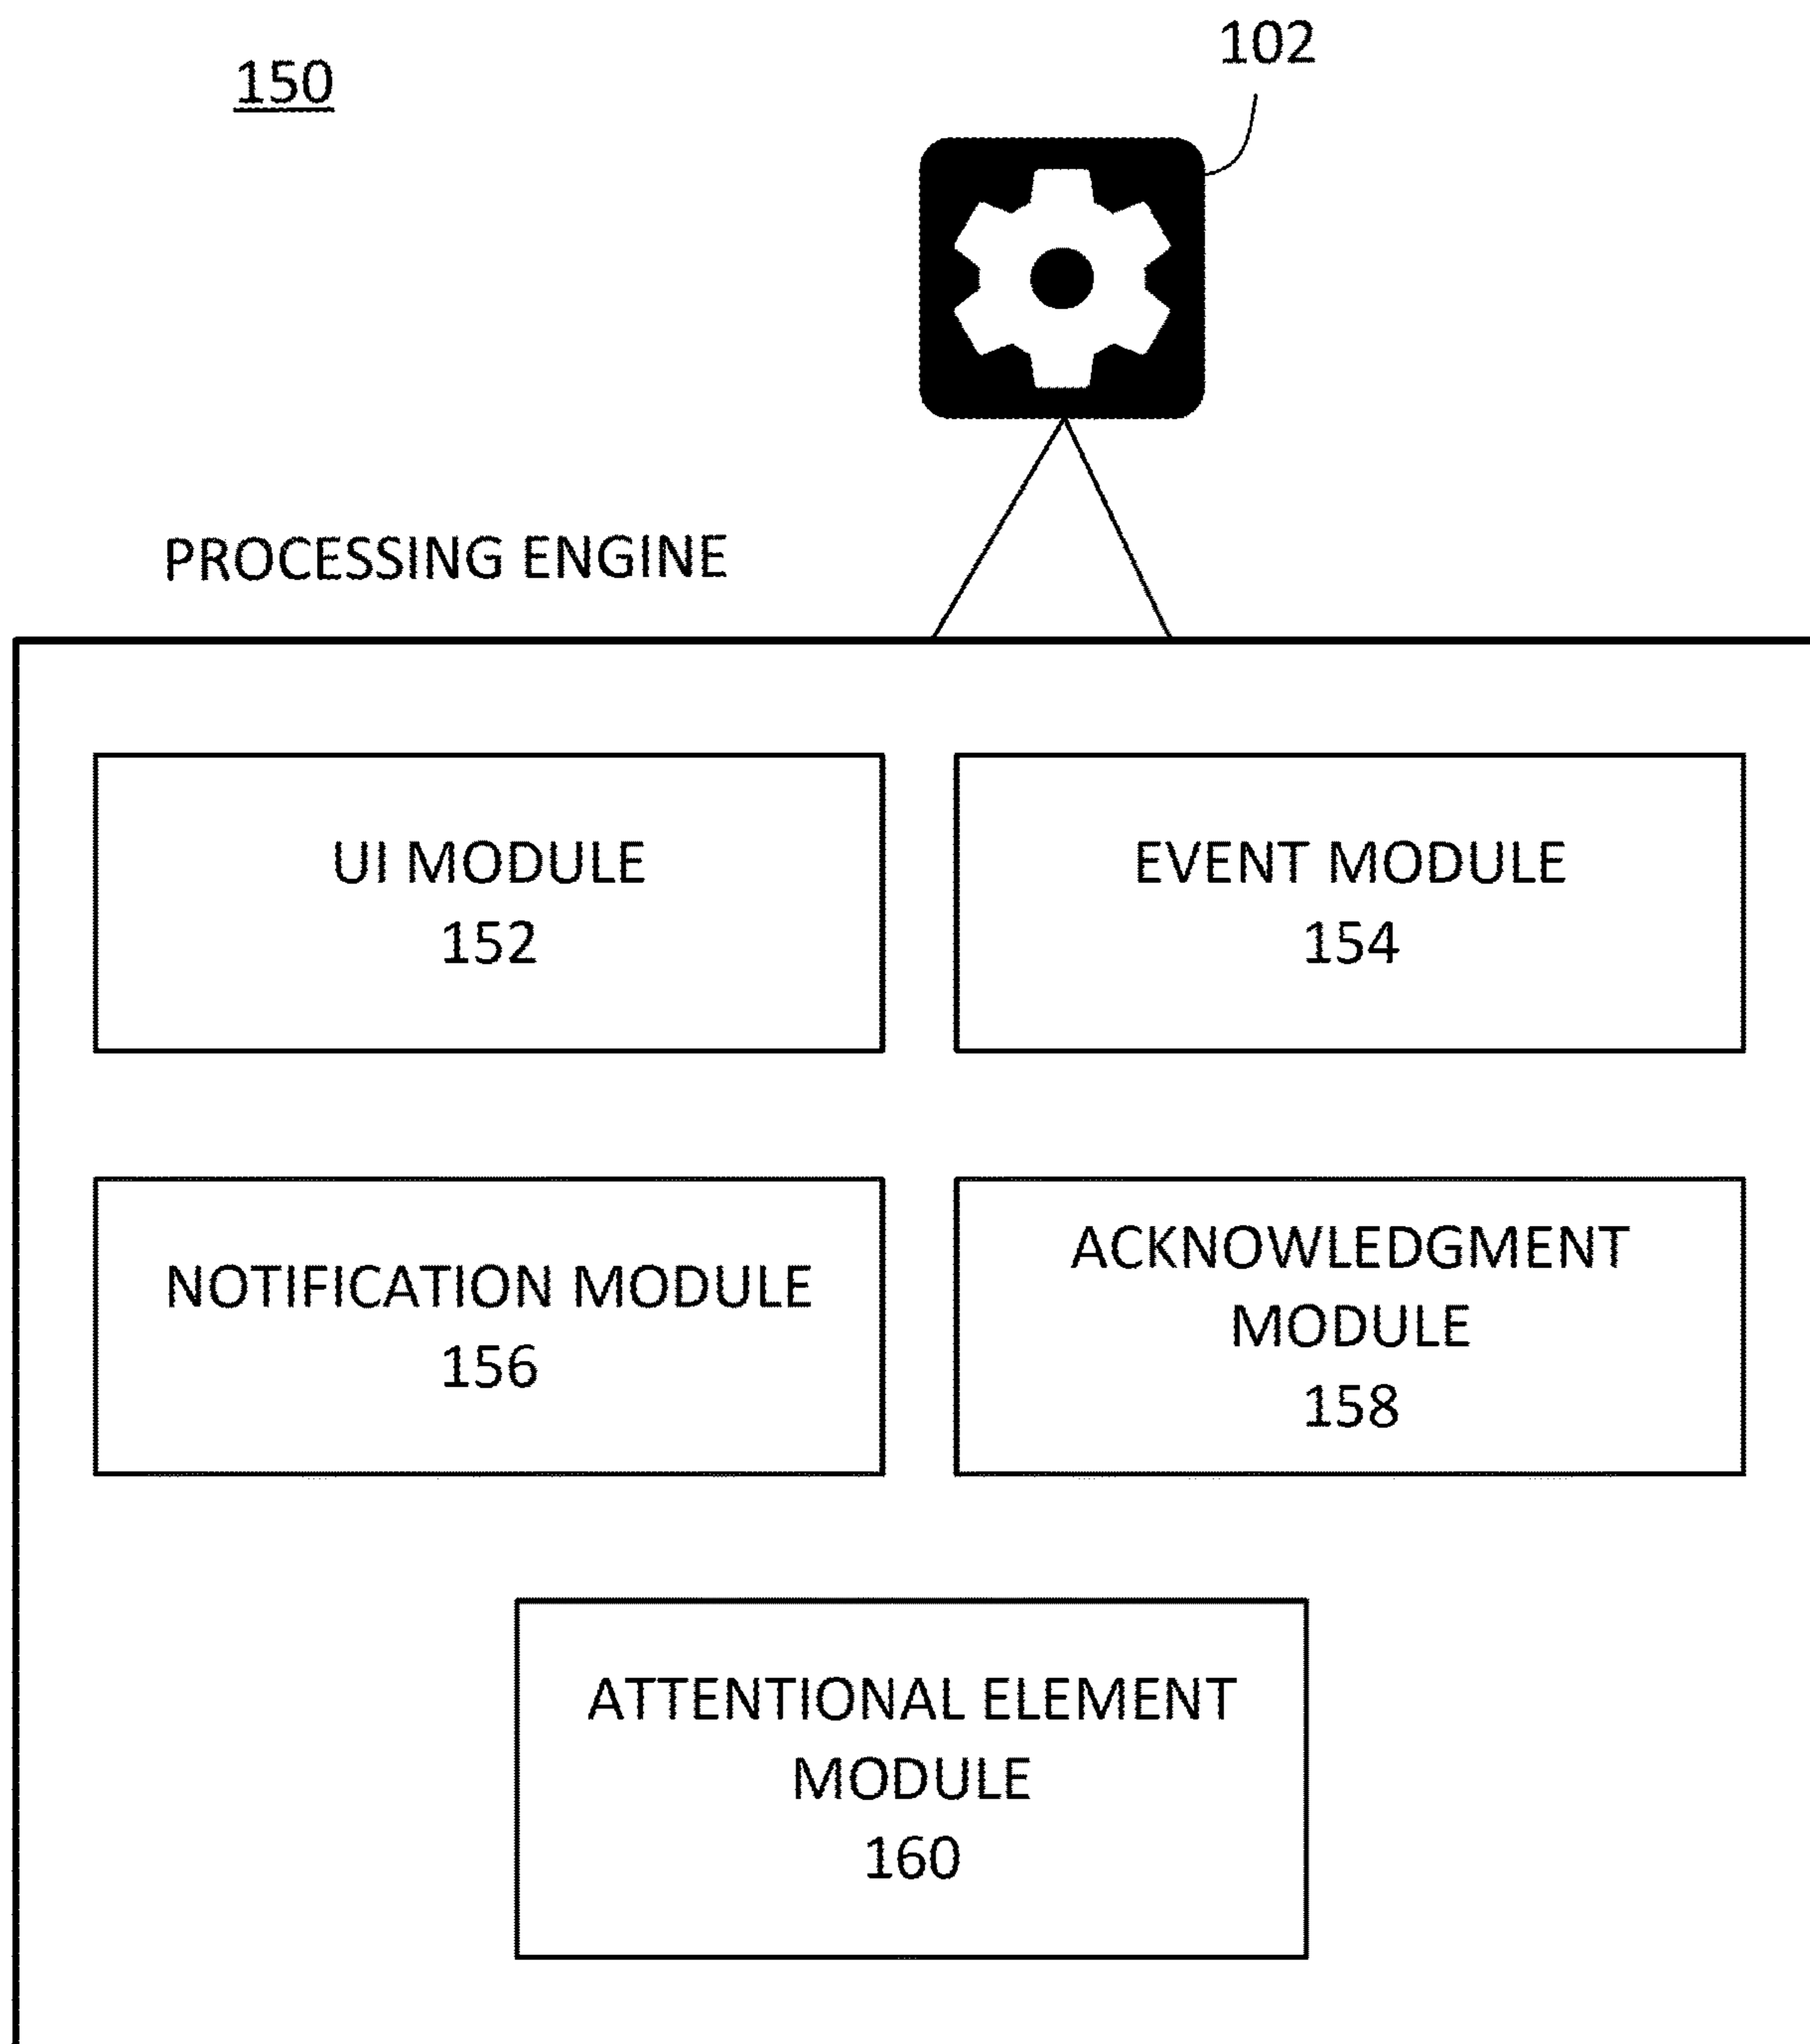 150
102
PROCESSING ENGINE
UI MODULE
152
EVENT MODULE
154
NOTIFICATION MODULE
156
ACKNOWLEDGMENT
MODULE
158
ATTENTIONAL ELEMENT
MODULE
160